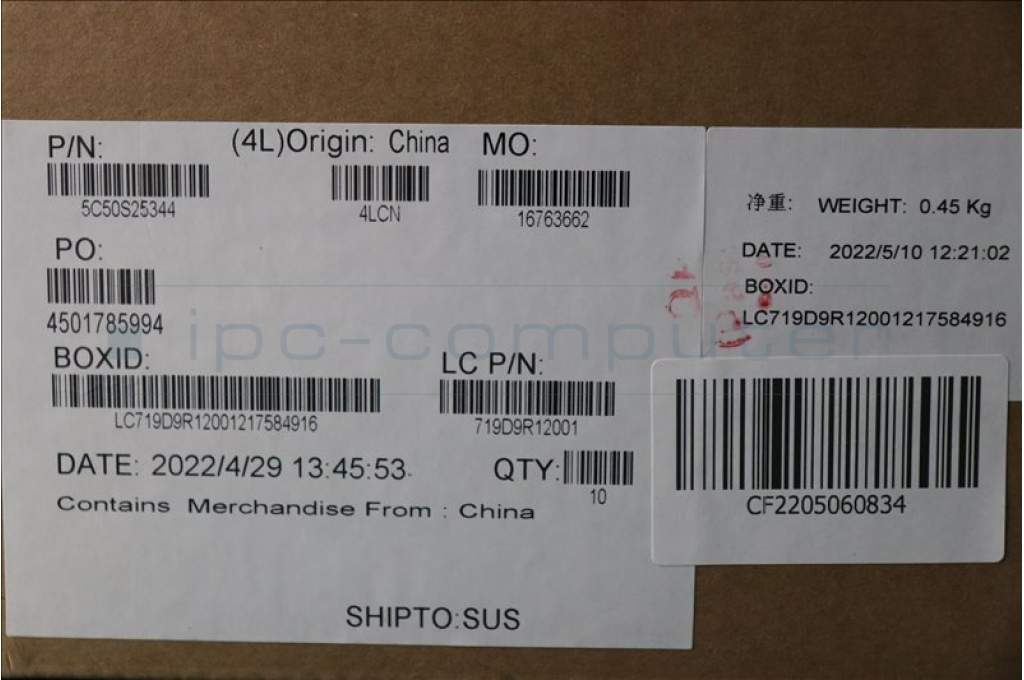 P/N: (4L)Origin: China MO:
5C50S25344 4LCN 16763662
PO:
4501785994
BOXID: LC P/N:
LC719D9R12001217584916 719D9R12001
DATE: 2022/4/29 13:45:53 QTY:
10
Contains Merchandise From : China
SHIPTO:SUS
净重: WEIGHT: 0.45 Kg
DATE: 2022/5/10 12:21:02
BOXID:
LC719D9R12001217584916
CF2205060834
ipc-computer